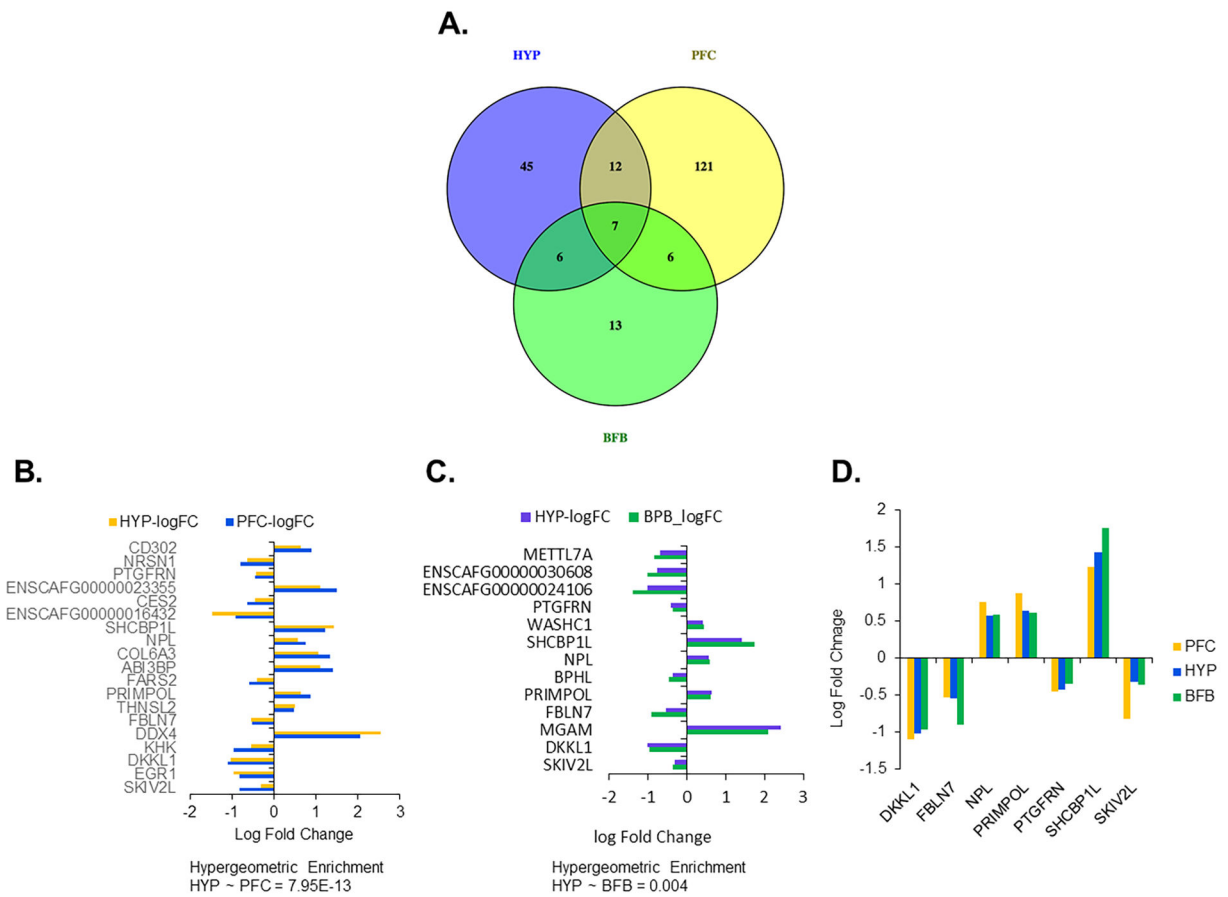 A.
HYP
PFC
45
12
121
7
6
6
13
BFB
B.
HYP-logFC
PFC-logFC
CD302
NRSN1
PTGFRN
ENSCAFG00000023355
CES2
ENSCAFG00000016432
SHCBP1L
NPL
COL6A3
ABI3BP
FARS2
PRIMPOL
THNSL2
FBLN7
DDX4
KHK
DKKL1
EGR1
SKIV2L
-2 -1 0 1 2 3
Log Fold Change
Hypergeometric Enrichment
HYP ~ PFC = 7.95E-13
C.
HYP-logFC
BPB_logFC
METTL7A
ENSCAFG00000030608
ENSCAFG00000024106
PTGFRN
WASHC1
SHCBP1L
NPL
BPHL
PRIMPOL
FBLN7
MGAM
DKKL1
SKIV2L
-2 -1 0 1 2 3
log Fold Change
Hypergeometric Enrichment
HYP ~ BFB = 0.004
D.
Log Fold Chnage
2
1.5
1
0.5
0
-0.5
-1
-1.5
DKKL1
FBLN7
NPL
PRIMPOL
PTGFRN
SHCBP1L
SKIV2L
PFC
HYP
BFB